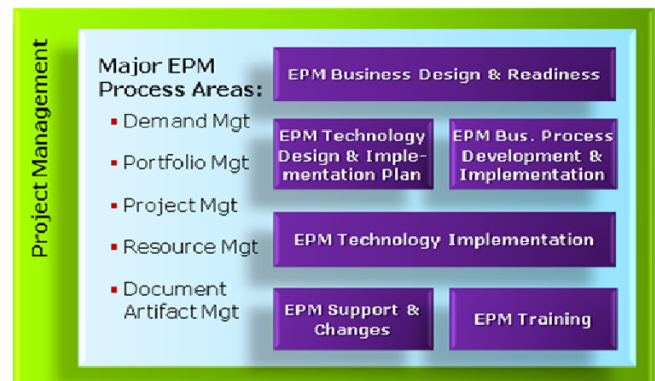 Project Management
Major EPM
Process Areas:
▪ Demand Mgt
▪ Portfolio Mgt
▪ Project Mgt
▪ Resource Mgt
▪ Document
Artifact Mgt
EPM Business Design & Readiness
EPM Technology
Design & Imple-
mentation Plan
EPM Bus. Process
Development &
Implementation
EPM Technology Implementation
EPM Support &
Changes
EPM Training